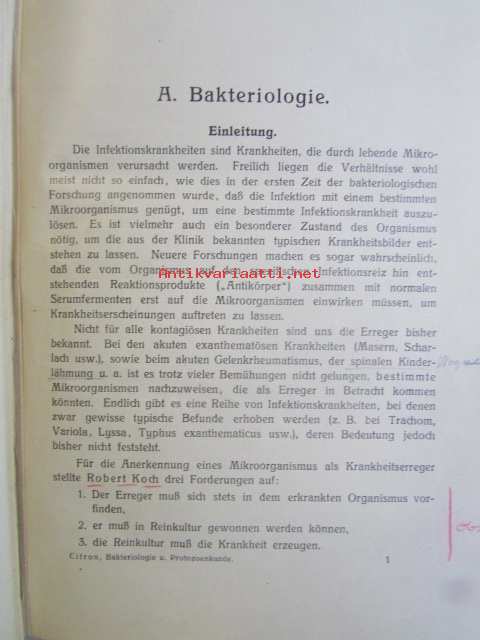 A. Bakteriologie.
Einleitung.
Die Infektionskrankheiten sind Krankheiten, die durch lebende Mikro-
organismen verursacht werden. Freilich liegen die Verhältnisse wohl
meist nicht so einfach, wie dies in der ersten Zeit der bakteriologischen
Forschung angenommen wurde, daß die Infektion mit einem bestimmten
Mikroorganismus genügt, um eine bestimmte Infektionskrankheit auszu-
lösen. Es ist vielmehr auch ein besonderer Zustand des Organismus
nötig, um die aus der Klinik bekannten typischen Krankheitsbilder ent-
stehen zu lassen. Neuere Forschungen machen es sogar wahrscheinlich,
daß die vom Organismus auf den spezifischen Infektionsreiz hin ent-
Antikvariaatti.net
stehenden Reaktionsprodukte („Antikörper“) zusammen mit normalen
Serumfermenten erst auf die Mikroorganismen einwirken müssen, um
Krankheitserscheinungen auftreten zu lassen.
Nicht für alle kontagiösen Krankheiten sind uns die Erreger bisher
bekannt. Bei den akuten exanthematösen Krankheiten (Masern, Schar-
lach usw.), sowie beim akuten Gelenkrheumatismus, der spinalen Kinder-
lähmung u. a. ist es trotz vieler Bemühungen nicht gelungen, bestimmte
Mikroorganismen nachzuweisen, die als Erreger in Betracht kommen
könnten. Endlich gibt es eine Reihe von Infektionskrankheiten, bei denen
zwar gewisse typische Befunde erhoben werden (z. B. bei Trachom,
Variola, Lyssa, Typhus exanthematicus usw.), deren Bedeutung jedoch
bisher nicht feststeht.
Für die Anerkennung eines Mikroorganismus als Krankheitserreger
stellte Robert Koch drei Forderungen auf:
1. Der Erreger muß sich stets in dem erkrankten Organismus vor-
finden,
2. er muß in Reinkultur gewonnen werden können,
3. die Reinkultur muß die Krankheit erzeugen.
Citron, Bakteriologie u. Protozoenkunde. 1